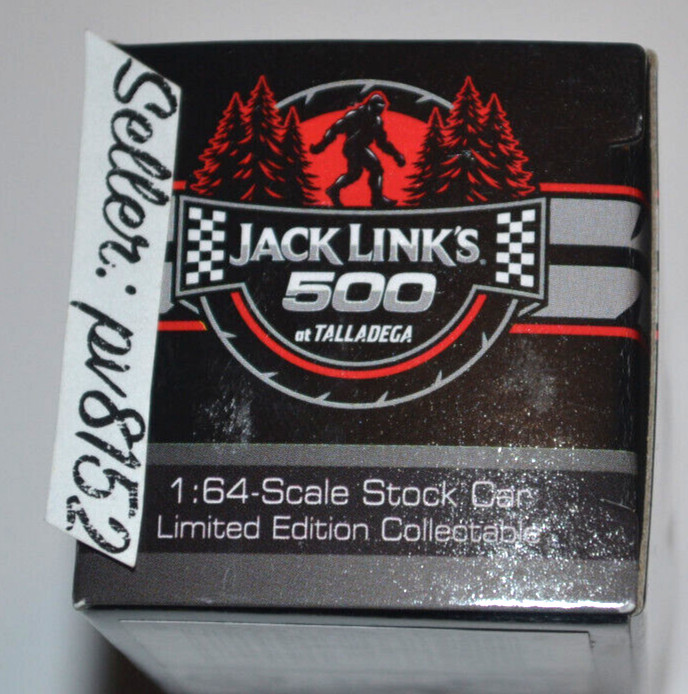 Seller: pv8152
JACK LINK'S®
500
at TALLADEGA
1:64-Scale Stock Car
Limited Edition Collectable